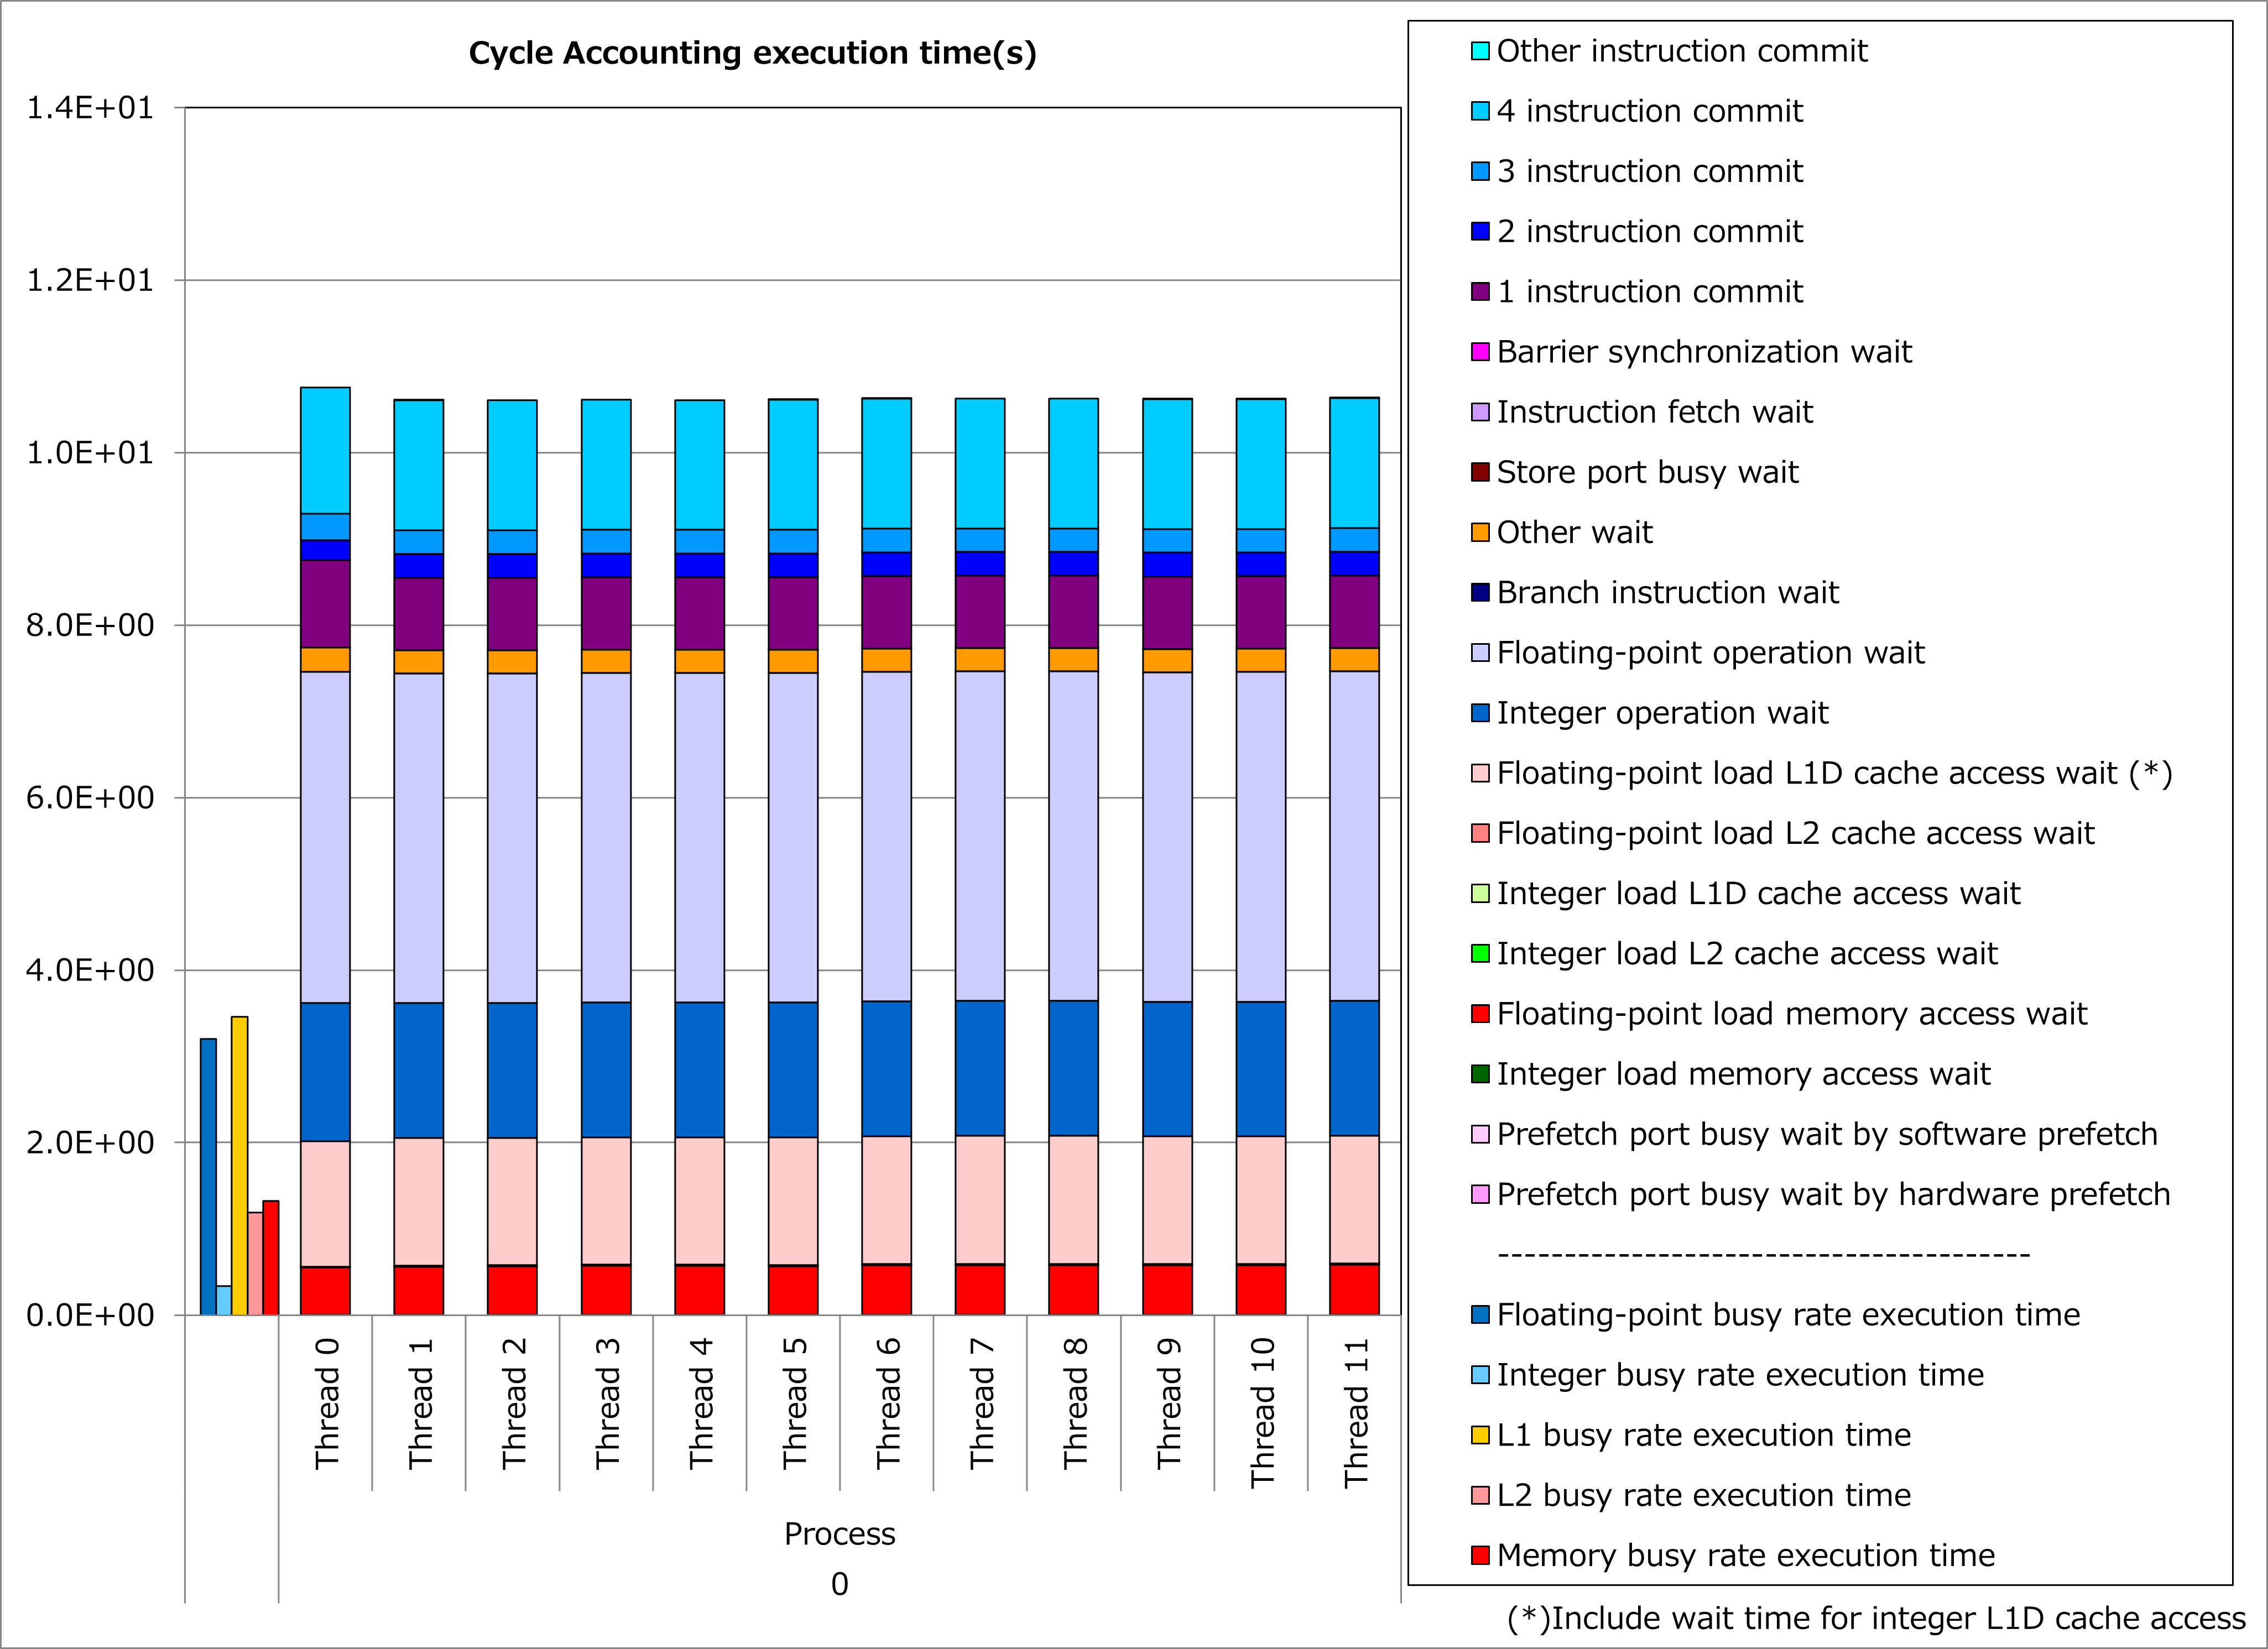 Cycle Accounting execution time(s)
1.4E+01
1.2E+01
1.0E+01
8.0E+00
6.0E+00
4.0E+00
2.0E+00
0.0E+00
Thread 0
Thread 1
Thread 2
Thread 3
Thread 4
Thread 5
Thread 6
Thread 7
Thread 8
Thread 9
Thread 10
Thread 11
Process
0
Other instruction commit
4 instruction commit
3 instruction commit
2 instruction commit
1 instruction commit
Barrier synchronization wait
Instruction fetch wait
Store port busy wait
Other wait
Branch instruction wait
Floating-point operation wait
Integer operation wait
Floating-point load L1D cache access wait (*)
Floating-point load L2 cache access wait
Integer load L1D cache access wait
Integer load L2 cache access wait
Floating-point load memory access wait
Integer load memory access wait
Prefetch port busy wait by software prefetch
Prefetch port busy wait by hardware prefetch
----------------------------------------
Floating-point busy rate execution time
Integer busy rate execution time
L1 busy rate execution time
L2 busy rate execution time
Memory busy rate execution time
(*)Include wait time for integer L1D cache access